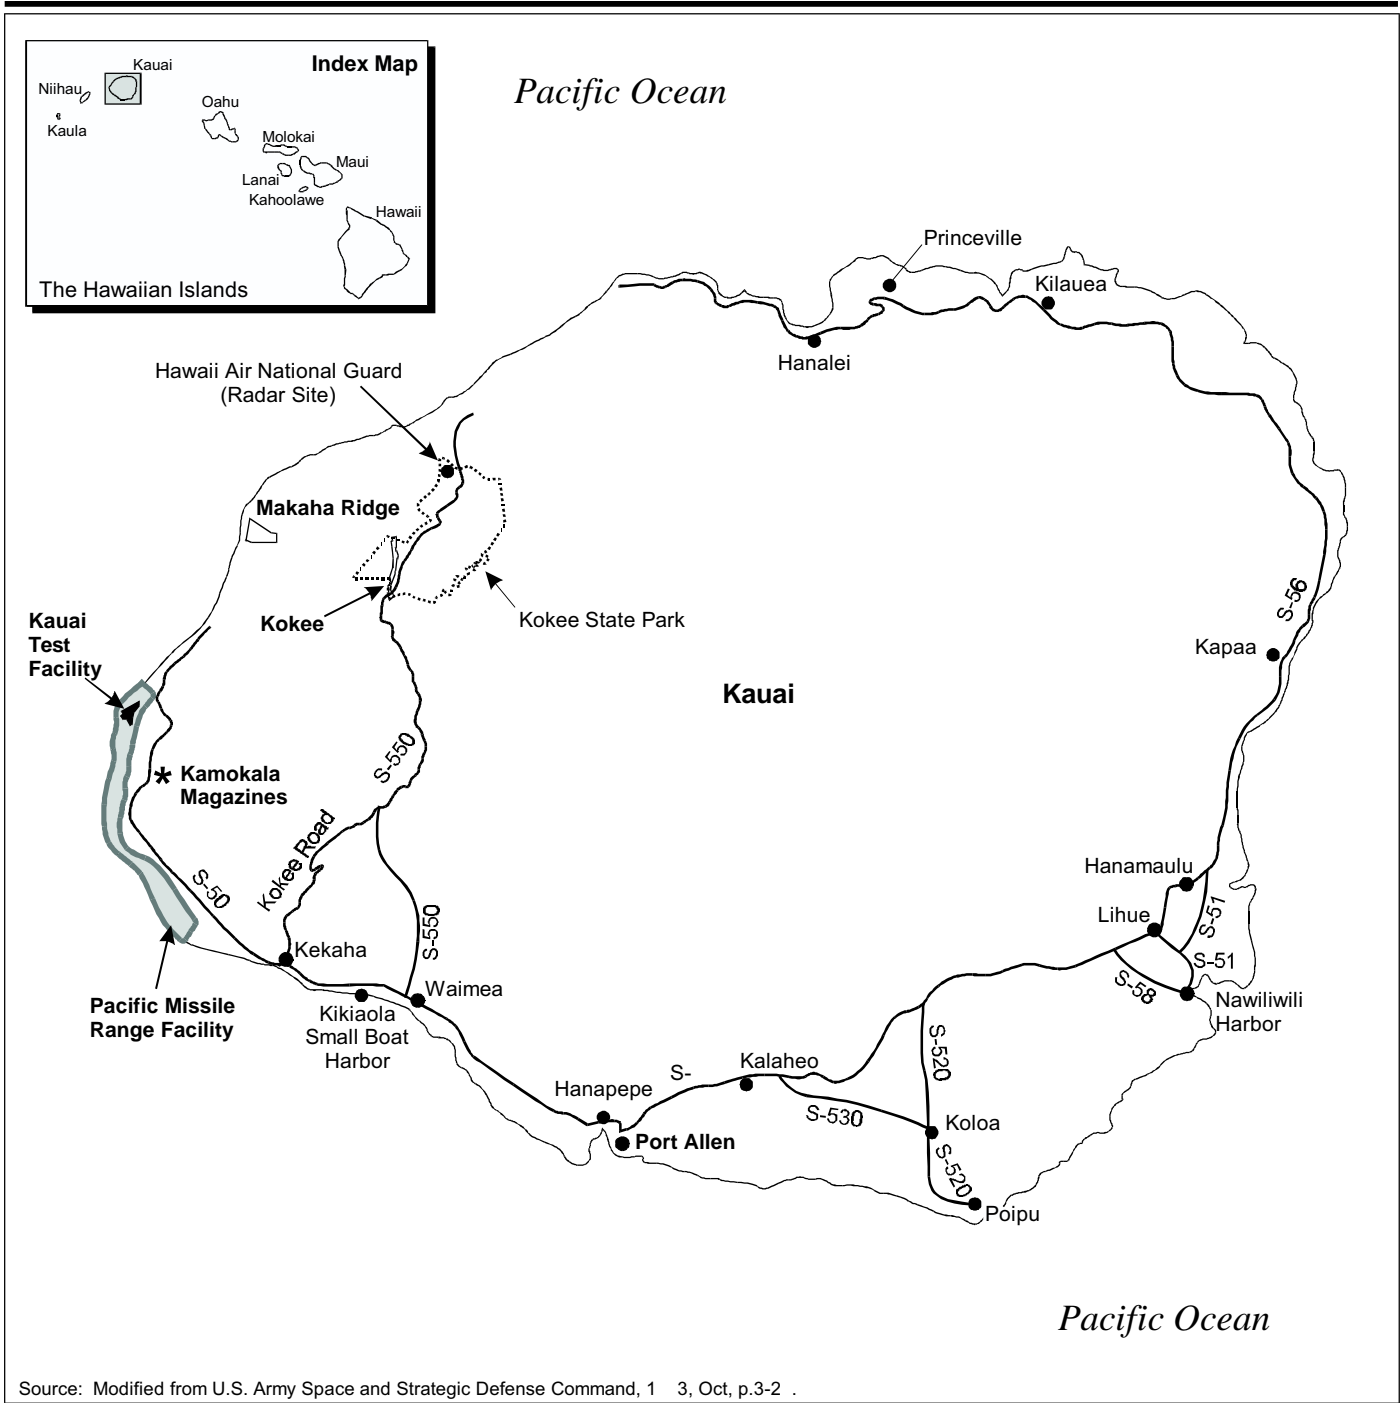 Index Map
Kauai
Niihau
Kaula
Oahu
Molokai
Maui
Lanai
Kahoolawe
Hawaii
The Hawaiian Islands
Pacific Ocean
Princeville
Kilauea
Hanalei
Hawaii Air National Guard
(Radar Site)
Makaha Ridge
Kokee
Kokee State Park
Kauai
Test
Facility
S-56
Kapaa
Kauai
S-550
Kamokala
Magazines
Kokee Road
S-50
S-550
Hanamaulu
Lihue
S-51
S-51
S-58
Nawiliwili
Harbor
Kekaha
Waimea
Kikiaola
Small Boat
Harbor
Pacific Missile
Range Facility
S-520
Kalaheo
S-
Hanapepe
S-530
Koloa
Port Allen
S-520
Poipu
Pacific Ocean
Source: Modified from U.S. Army Space and Strategic Defense Command, 1 3, Oct, p.3-2 .